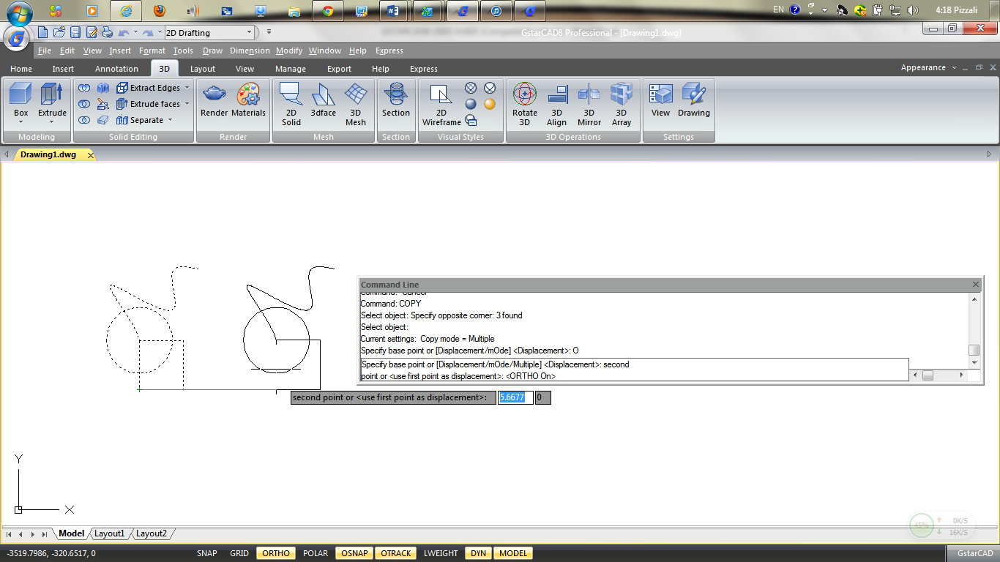 EN
4:18 Pizzali
2D Drafting
GstarCAD8 Professional - [Drawing1.dwg]
File Edit View Insert Format Tools Draw Dimension Modify Window Help Express
Home Insert Annotation 3D Layout View Manage Export Help Express
Appearance
Extract Edges
Extrude faces
Separate
Box Extrude
Render Materials
2D Solid 3dface 3D Mesh
Section
2D Wireframe
Rotate 3D 3D Align 3D Mirror 3D Array
View Drawing
Modeling Solid Editing Render Mesh Section Visual Styles 3D Operations Settings
Drawing1.dwg
Command Line
Command: *Cancel*
Command: COPY
Select object: Specify opposite corner: 3 found
Select object:
Current settings: Copy mode = Multiple
Specify base point or [Displacement/mOde] <Displacement>: O
Specify base point or [Displacement/mOde/Multiple] <Displacement>: second
point or <use first point as displacement>: <ORTHO On>
second point or <use first point as displacement>: 5.6677 0
Y
X
45%
0K/S
16K/S
Model Layout1 Layout2
-3519.7986, -320.6517, 0
SNAP GRID ORTHO POLAR OSNAP OTRACK LWEIGHT DYN MODEL
GstarCAD